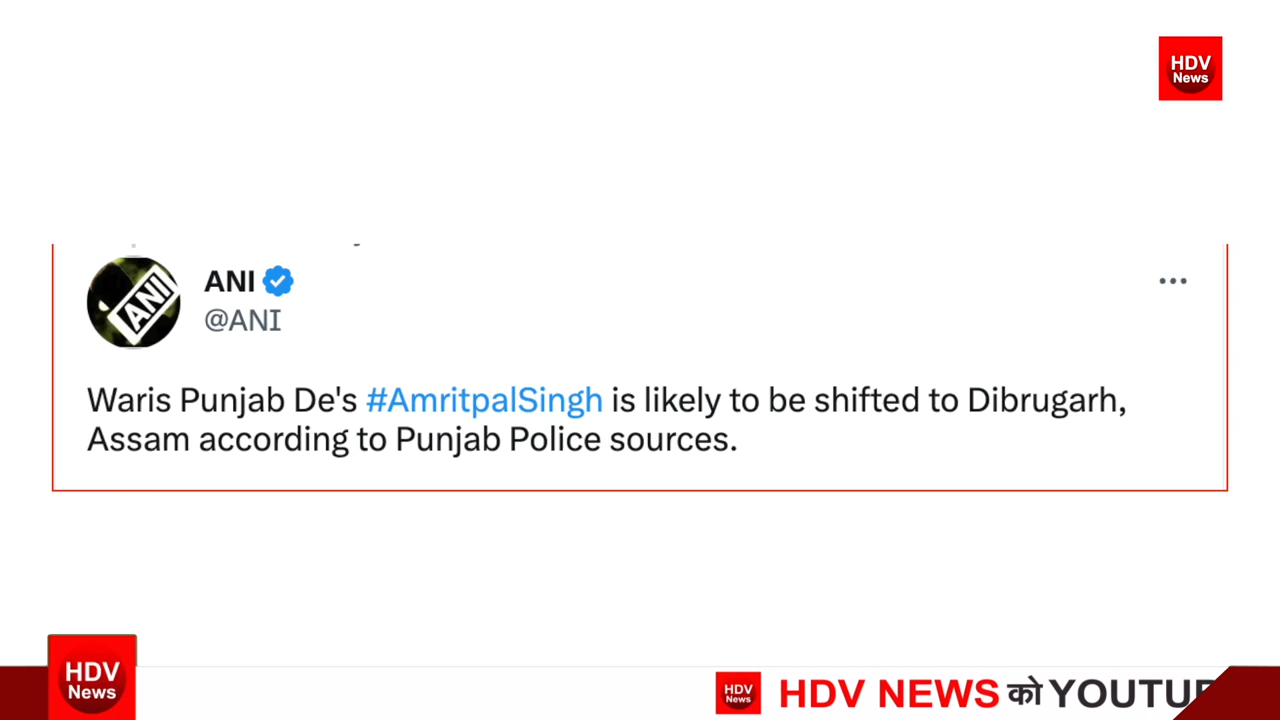 HDV
News
ANI
ANI
@ANI
Waris Punjab De's #AmritpalSingh is likely to be shifted to Dibrugarh,
Assam according to Punjab Police sources.
HDV
News
HDV
News
HDV NEWS को